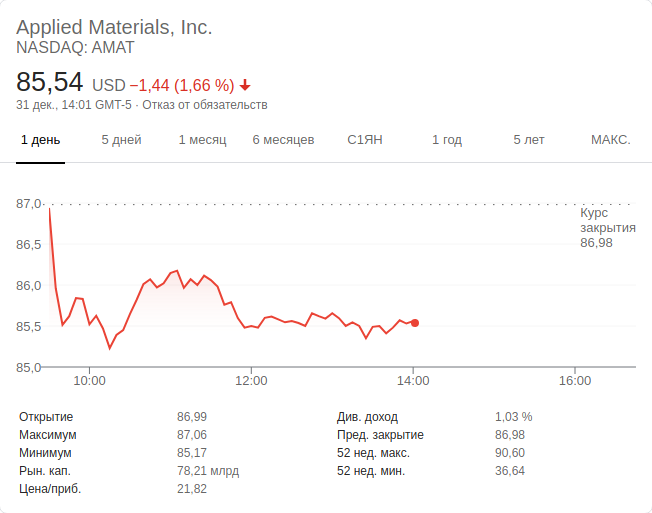 Applied Materials, Inc.
NASDAQ: AMAT
85,54 USD −1,44 (1,66 %)
31 дек., 14:01 GMT-5 · Отказ от обязательств
1 день 5 дней 1 месяц 6 месяцев С1ЯН 1 год 5 лет МАКС.
87,0
Курс
закрытия
86,98
86,5
86,0
85,5
85,0
10:00 12:00 14:00 16:00
Открытие 86,99 Див. доход 1,03 %
Максимум 87,06 Пред. закрытие 86,98
Минимум 85,17 52 нед. макс. 90,60
Рын. кап. 78,21 млрд 52 нед. мин. 36,64
Цена/приб. 21,82